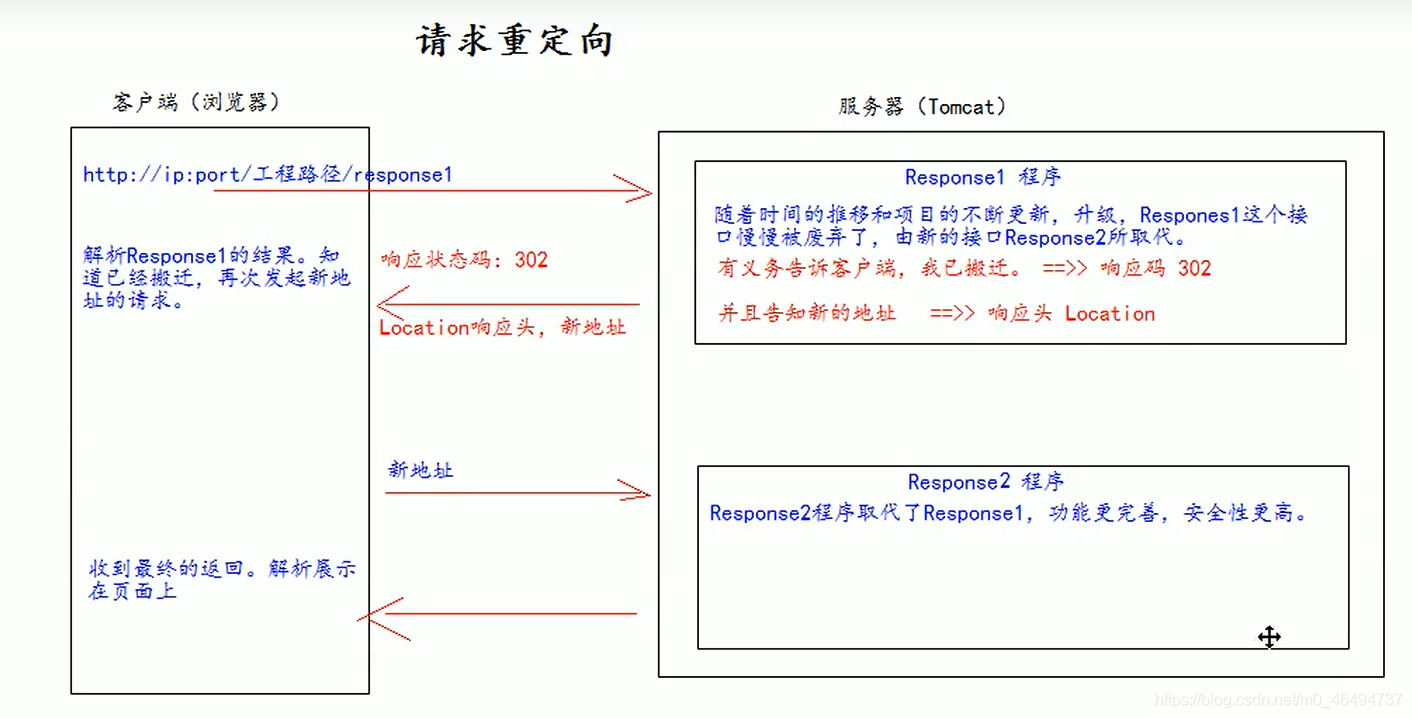 请求重定向
客户端（浏览器）
服务器（Tomcat）
http://ip:port/工程路径/response1
Response1 程序
随着时间的推移和项目的不断更新，升级，Respones1这个接
口慢慢被废弃了，由新的接口Response2所取代。
有义务告诉客户端，我已搬迁。 ==>> 响应码 302
并且告知新的地址 ==>> 响应头 Location
解析Response1的结果。知
道已经搬迁，再次发起新地
址的请求。
响应状态码：302
Location响应头，新地址
新地址
Response2 程序
Response2程序取代了Response1，功能更完善，安全性更高。
收到最终的返回。解析展示
在页面上
https://blog.csdn.net/m0_46494737